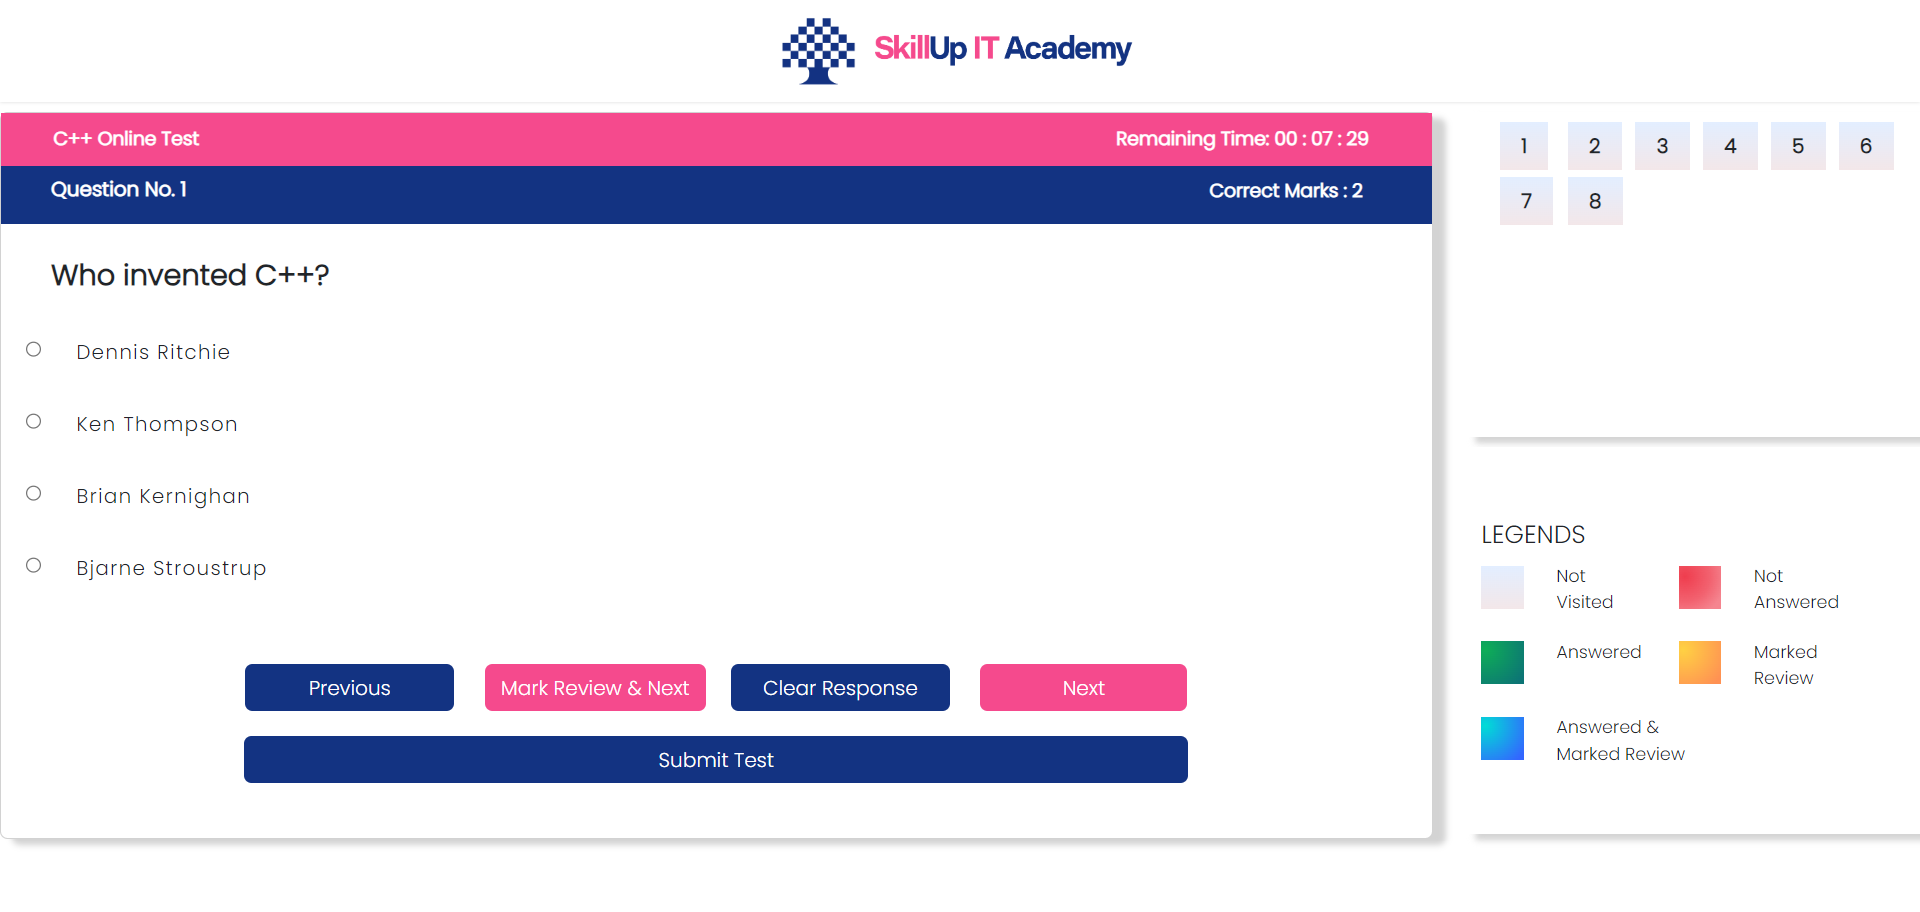 SkillUp IT Academy
C++ Online Test
Remaining Time: 00 : 07 : 29
Question No. 1
Correct Marks : 2
Who invented C++?
Dennis Ritchie
Ken Thompson
Brian Kernighan
Bjarne Stroustrup
Previous
Mark Review & Next
Clear Response
Next
Submit Test
1 2 3 4 5 6
7 8
LEGENDS
Not
Visited
Not
Answered
Answered
Marked
Review
Answered &
Marked Review